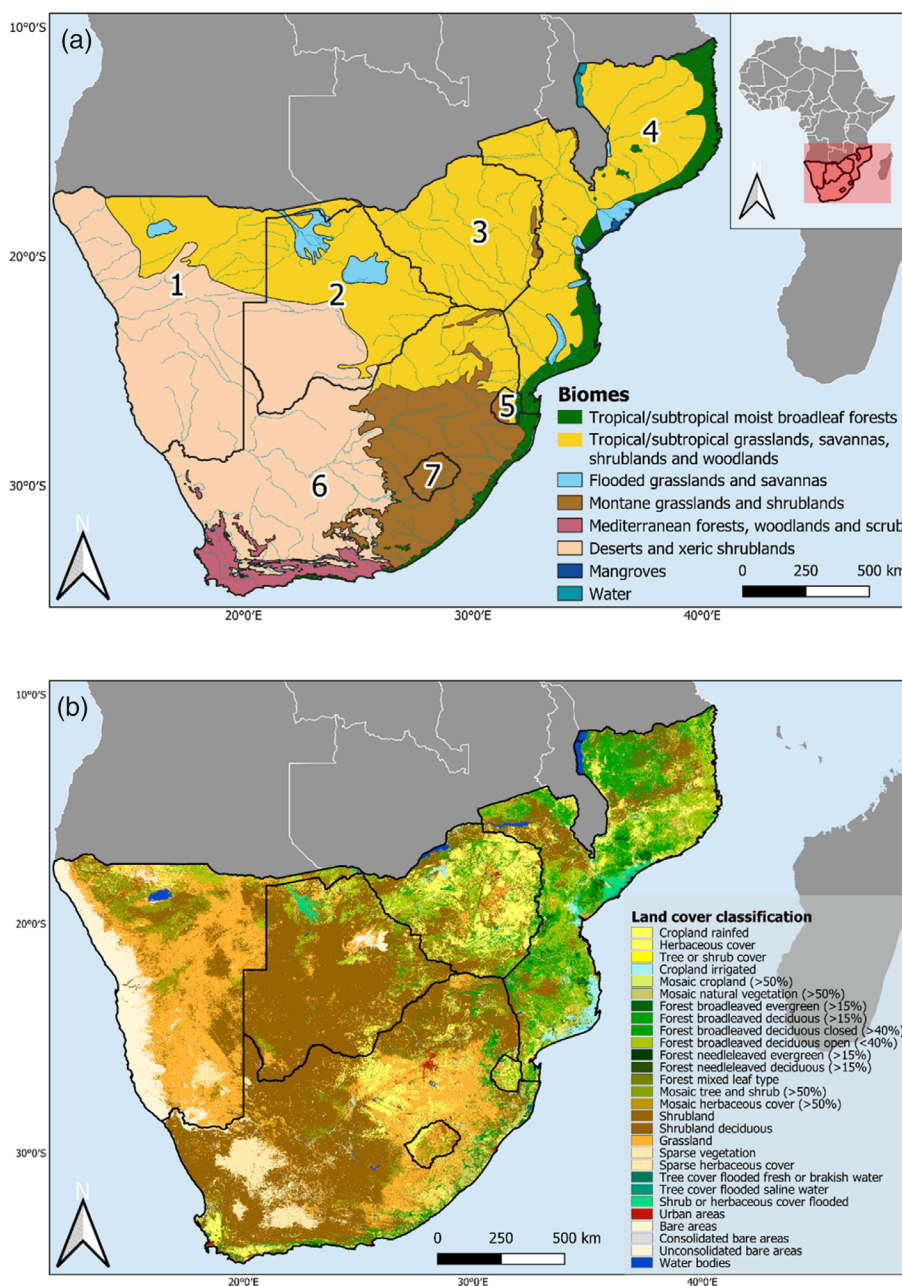 (a)
10°0'S
20°0'S
30°0'S
20°0'E
30°0'E
40°0'E
N
N
1
2
3
4
5
6
7
Biomes
Tropical/subtropical moist broadleaf forests
Tropical/subtropical grasslands, savannas,
shrublands and woodlands
Flooded grasslands and savannas
Montane grasslands and shrublands
Mediterranean forests, woodlands and scrub
Deserts and xeric shrublands
Mangroves
Water
0 250 500 km
(b)
10°0'S
20°0'S
30°0'S
20°0'E
30°0'E
40°0'E
N
Land cover classification
Cropland rainfed
Herbaceous cover
Tree or shrub cover
Cropland irrigated
Mosaic cropland (>50%)
Mosaic natural vegetation (>50%)
Forest broadleaved evergreen (>15%)
Forest broadleaved deciduous (>15%)
Forest broadleaved deciduous closed (>40%)
Forest broadleaved deciduous open (<40%)
Forest needleleaved evergreen (>15%)
Forest needleleaved deciduous (>15%)
Forest mixed leaf type
Mosaic tree and shrub (>50%)
Mosaic herbaceous cover (>50%)
Shrubland
Shrubland deciduous
Grassland
Sparse vegetation
Sparse herbaceous cover
Tree cover flooded fresh or brakish water
Tree cover flooded saline water
Shrub or herbaceous cover flooded
Urban areas
Bare areas
Consolidated bare areas
Unconsolidated bare areas
Water bodies
0 250 500 km